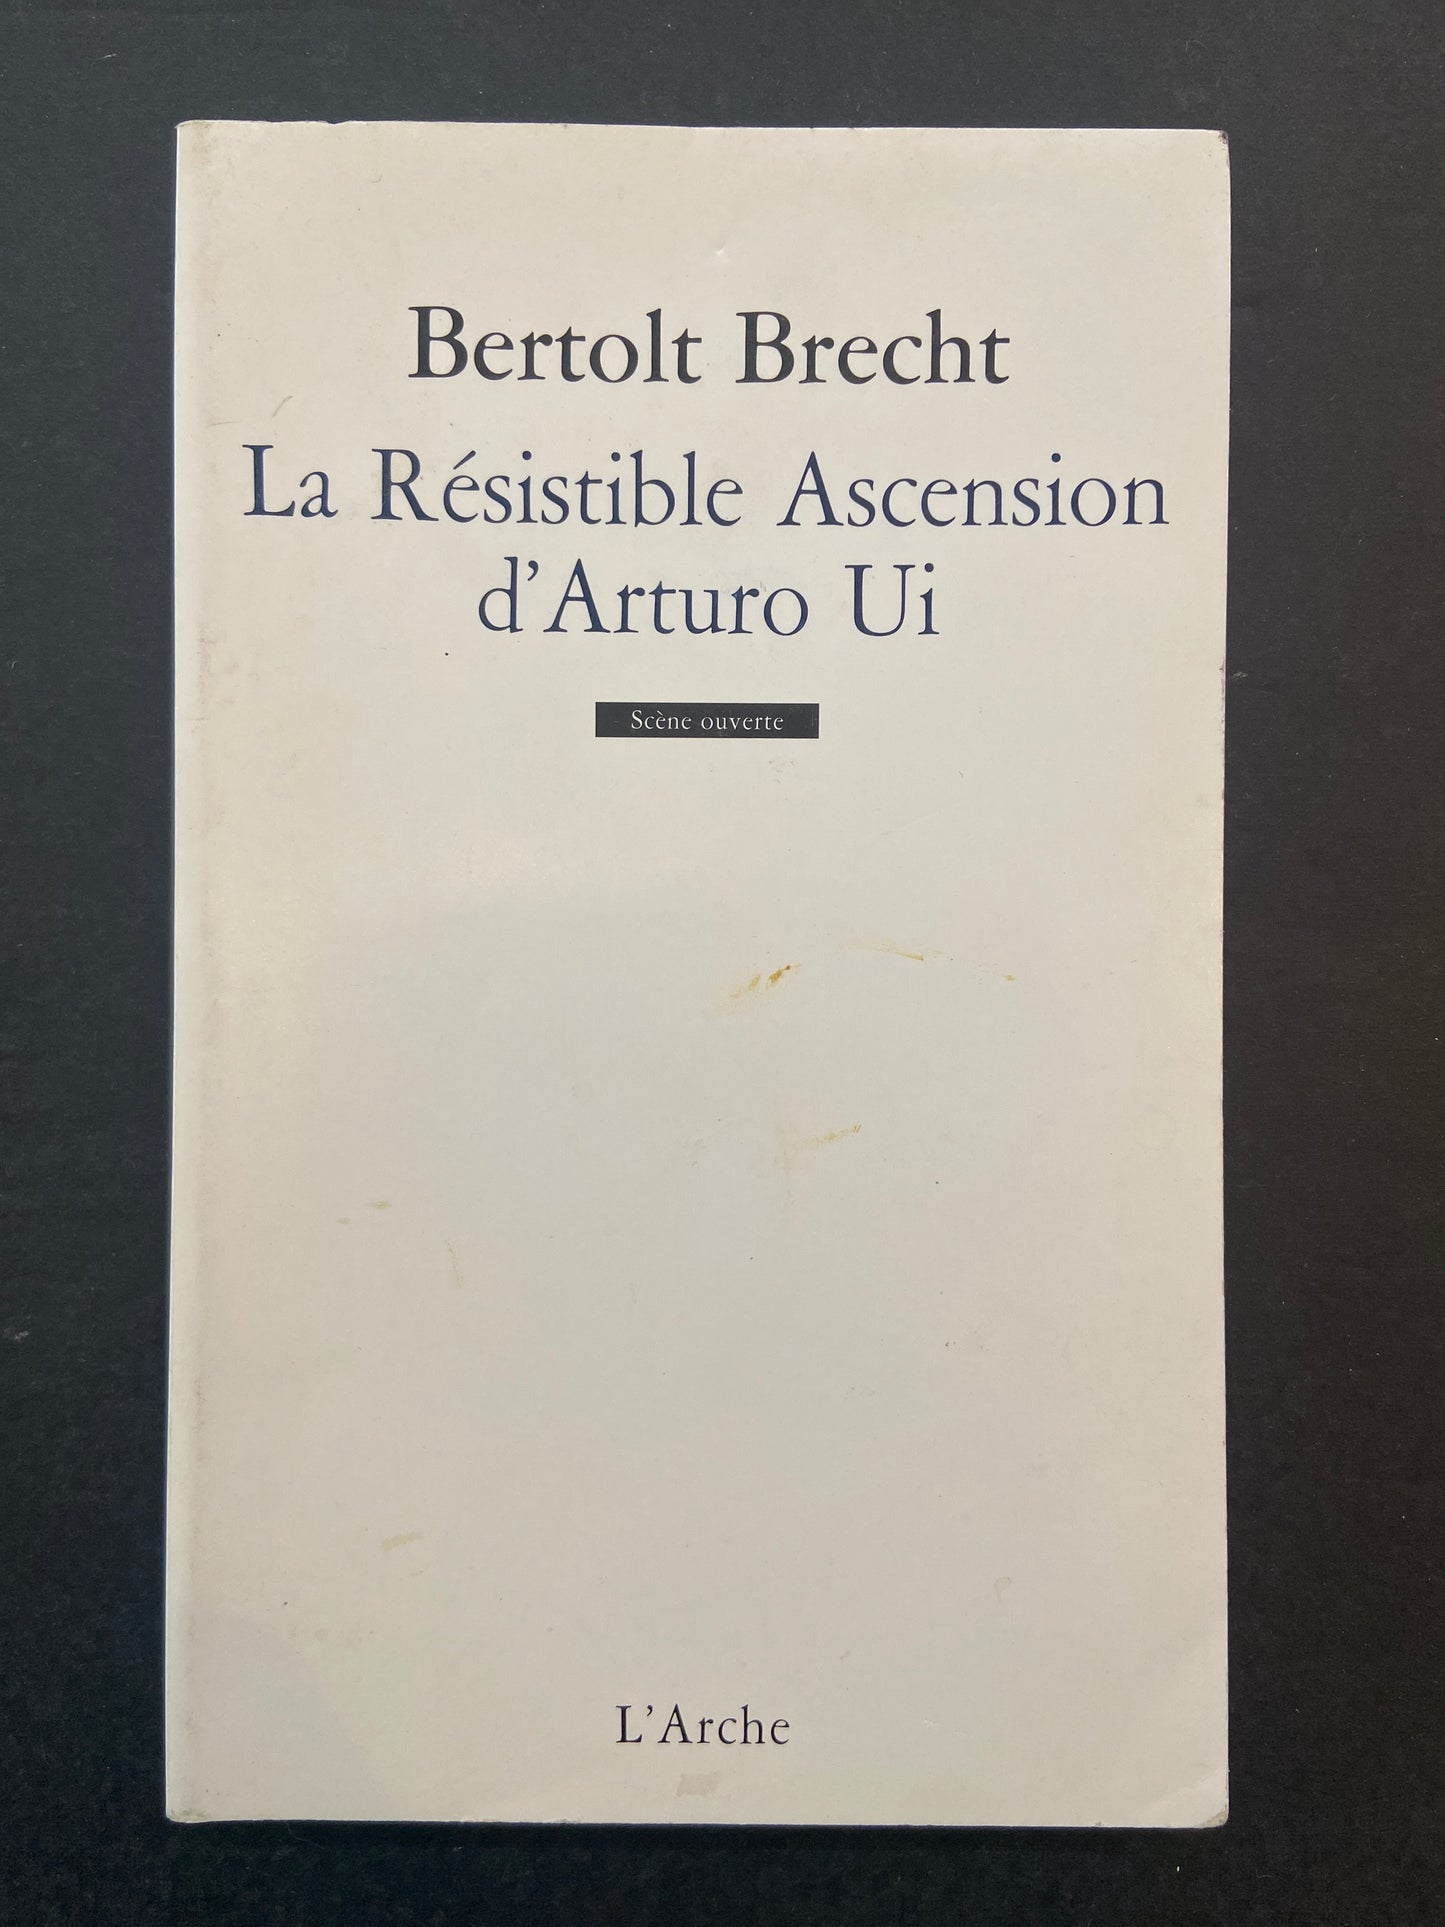 Bertolt Brecht
La Résistible Ascension
d'Arturo Ui
Scène ouverte
L'Arche